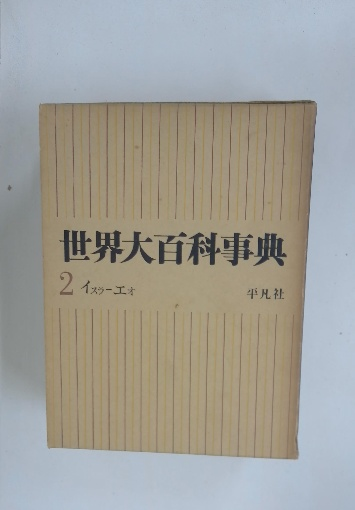 世界大百科事典
2 イスラーエオ
平凡社